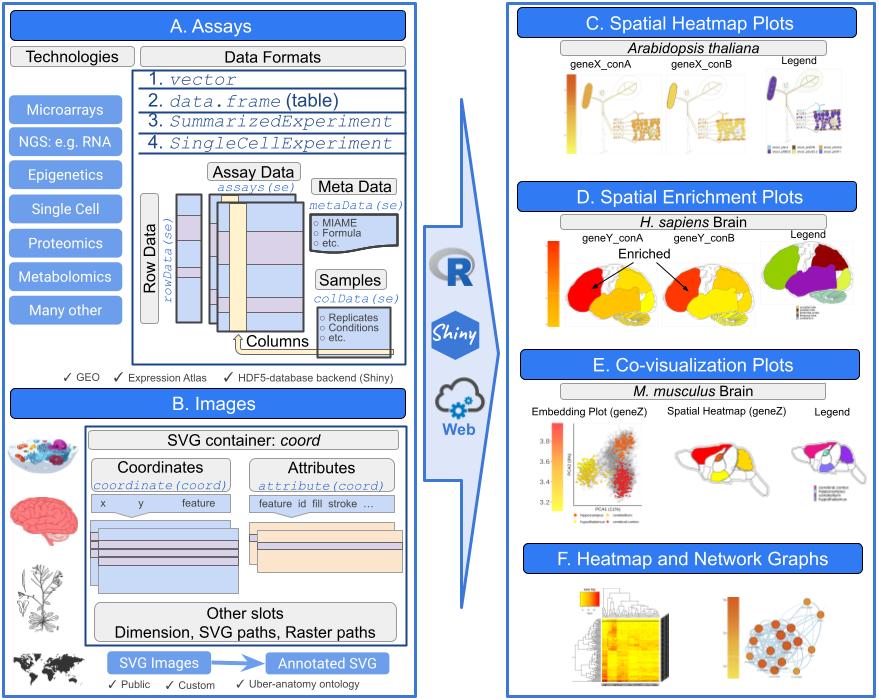 A. Assays
Technologies
Data Formats
Microarrays
NGS: e.g. RNA
Epigenetics
Single Cell
Proteomics
Metabolomics
Many other
1. vector
2. data.frame (table)
3. SummarizedExperiment
4. SingleCellExperiment
Assay Data
assays(se)
Row Data
rowData(se)
Meta Data
metaData(se)
○ MIAME
○ Formula
○ etc.
Samples
colData(se)
○ Replicates
○ Conditions
○ etc.
Columns
✓ GEO ✓ Expression Atlas ✓ HDF5-database backend (Shiny)
B. Images
SVG container: coord
Coordinates
coordinate(coord)
x y feature
Attributes
attribute(coord)
feature id fill stroke ...
Other slots
Dimension, SVG paths, Raster paths
SVG Images
Annotated SVG
✓ Public ✓ Custom ✓ Uber-anatomy ontology
R
Shiny
Web
C. Spatial Heatmap Plots
Arabidopsis thaliana
geneX_conA
geneX_conB
Legend
D. Spatial Enrichment Plots
H. sapiens Brain
geneY_conA
geneY_conB
Legend
Enriched
E. Co-visualization Plots
M. musculus Brain
Embedding Plot (geneZ)
Spatial Heatmap (geneZ)
Legend
3.8
3.6
3.4
3.2
F. Heatmap and Network Graphs